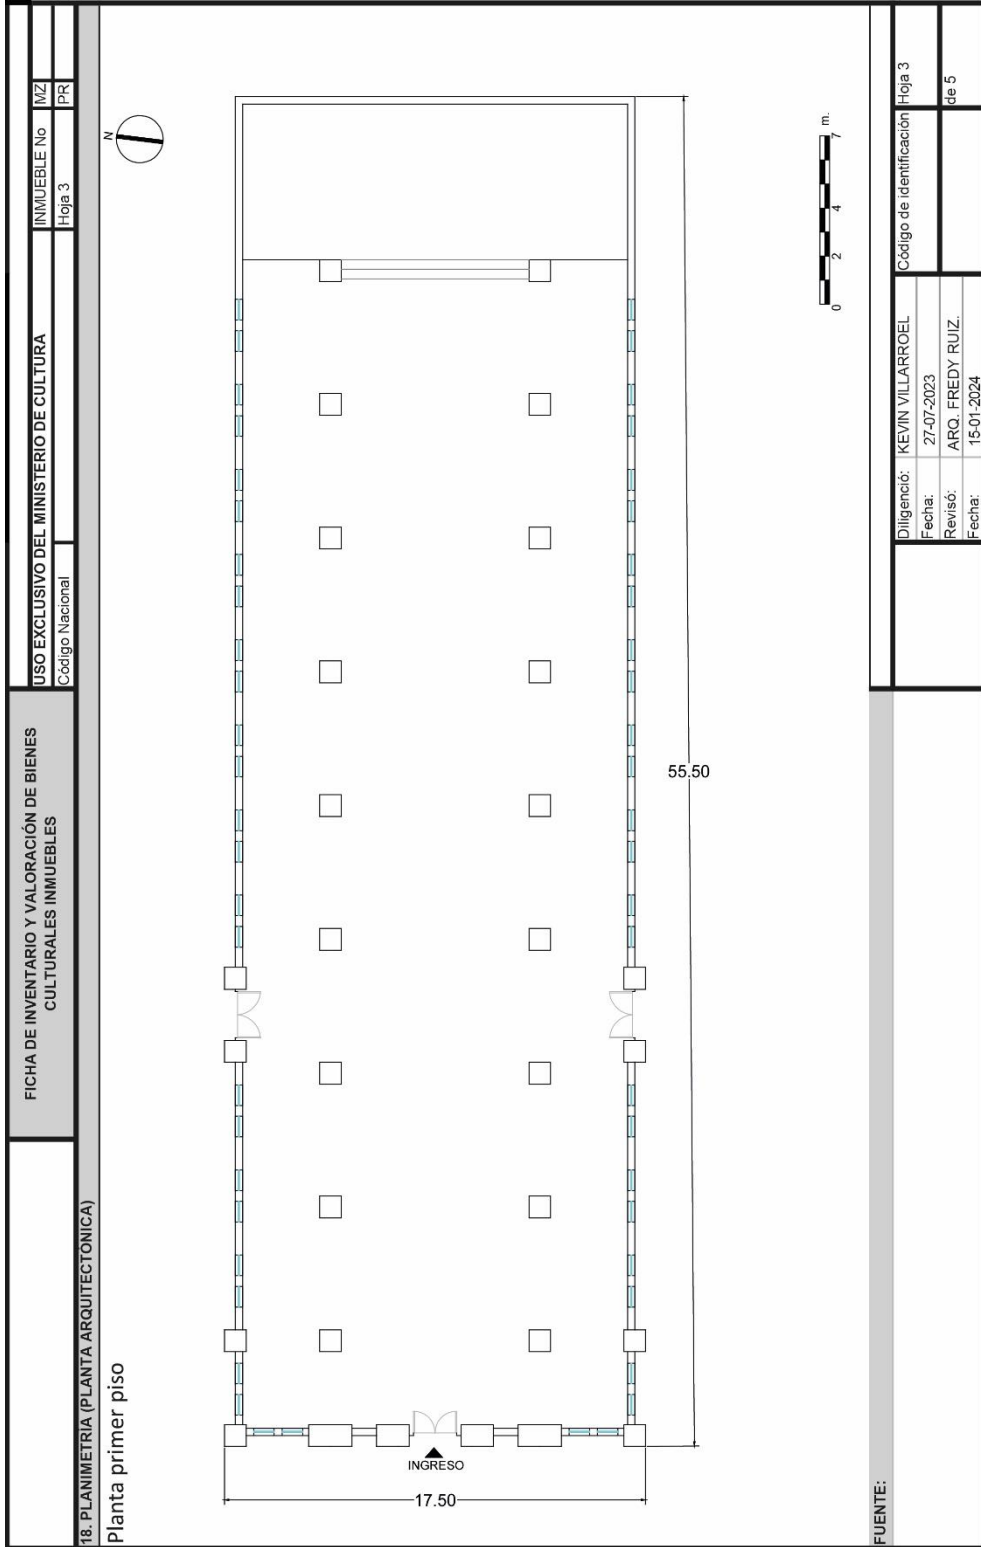 FICHA DE INVENTARIO Y VALORACIÓN DE BIENES
CULTURALES INMUEBLES
USO EXCLUSIVO DEL MINISTERIO DE CULTURA
INMUEBLE No
MZ
Código Nacional
Hoja 3
PR
18. PLANIMETRIA (PLANTA ARQUITECTÓNICA)
Planta primer piso
N
55.50
INGRESO
17.50
0 2 4 7 m.
FUENTE:
Diligenció: KEVIN VILLARROEL
Fecha: 27-07-2023
Revisó: ARQ. FREDY RUIZ.
Fecha: 15-01-2024
Código de identificación
Hoja 3
de 5